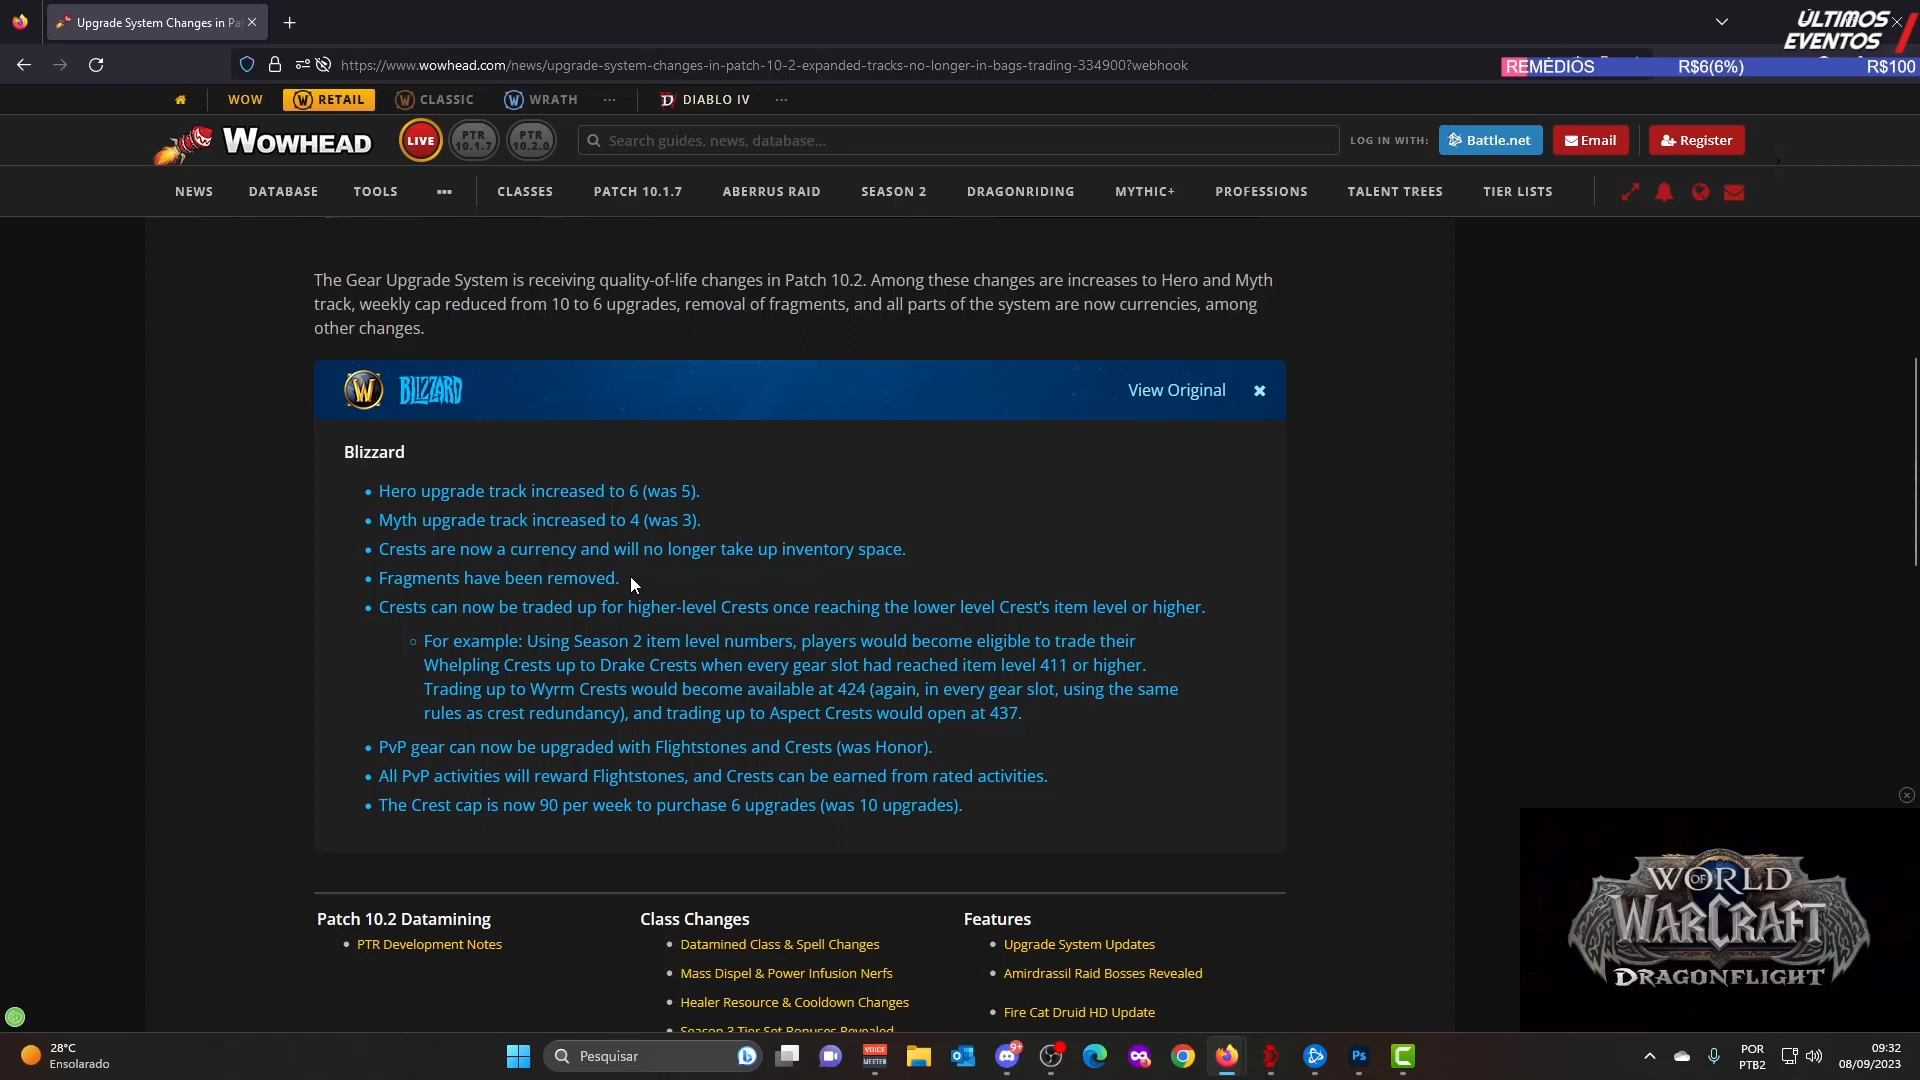 Upgrade System Changes in Pa
ÚLTIMOS
EVENTOS
https://www.wowhead.com/news/upgrade-system-changes-in-patch-10-2-expanded-tracks-no-longer-in-bags-trading-334900?webhook
REMÉDIOS R$6(6%) R$100
WOW RETAIL CLASSIC WRATH ... DIABLO IV ...
WOWHEAD LIVE PTR 10.1.7 PTR 10.2.0 Search guides, news, database... LOG IN WITH: Battle.net Email Register
NEWS DATABASE TOOLS ... CLASSES PATCH 10.1.7 ABERRUS RAID SEASON 2 DRAGONRIDING MYTHIC+ PROFESSIONS TALENT TREES TIER LISTS
The Gear Upgrade System is receiving quality-of-life changes in Patch 10.2. Among these changes are increases to Hero and Myth
track, weekly cap reduced from 10 to 6 upgrades, removal of fragments, and all parts of the system are now currencies, among
other changes.
W BLIZZARD View Original
Blizzard
• Hero upgrade track increased to 6 (was 5).
• Myth upgrade track increased to 4 (was 3).
• Crests are now a currency and will no longer take up inventory space.
• Fragments have been removed.
• Crests can now be traded up for higher-level Crests once reaching the lower level Crest's item level or higher.
◦ For example: Using Season 2 item level numbers, players would become eligible to trade their
Whelpling Crests up to Drake Crests when every gear slot had reached item level 411 or higher.
Trading up to Wyrm Crests would become available at 424 (again, in every gear slot, using the same
rules as crest redundancy), and trading up to Aspect Crests would open at 437.
• PvP gear can now be upgraded with Flightstones and Crests (was Honor).
• All PvP activities will reward Flightstones, and Crests can be earned from rated activities.
• The Crest cap is now 90 per week to purchase 6 upgrades (was 10 upgrades).
Patch 10.2 Datamining Class Changes Features
• PTR Development Notes • Datamined Class & Spell Changes • Upgrade System Updates
• Mass Dispel & Power Infusion Nerfs • Amirdrassil Raid Bosses Revealed
• Healer Resource & Cooldown Changes • Fire Cat Druid HD Update
Season 3 Tier Set Bonuses Revealed
WORLD
OF
WARCRAFT
DRAGONFLIGHT
28°C
Ensolarado
Pesquisar
VOICE
MEETER
9+
Ps
POR
PTB2
09:32
08/09/2023